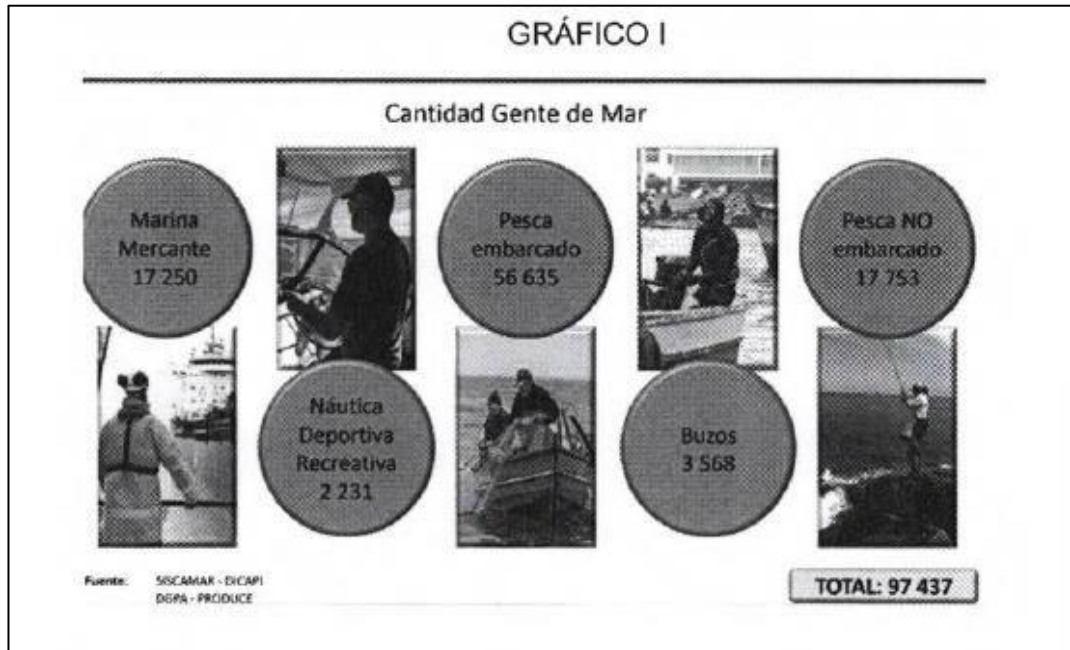 GRÁFICO I
Cantidad Gente de Mar
Marina
Mercante
17 250
Pesca
embarcado
56 635
Pesca NO
embarcado
17 753
Náutica
Deportiva
Recreativa
2 231
Buzos
3 568
Fuente: SISCAMAR - DICAPI
DGPA - PRODUCE
TOTAL: 97 437